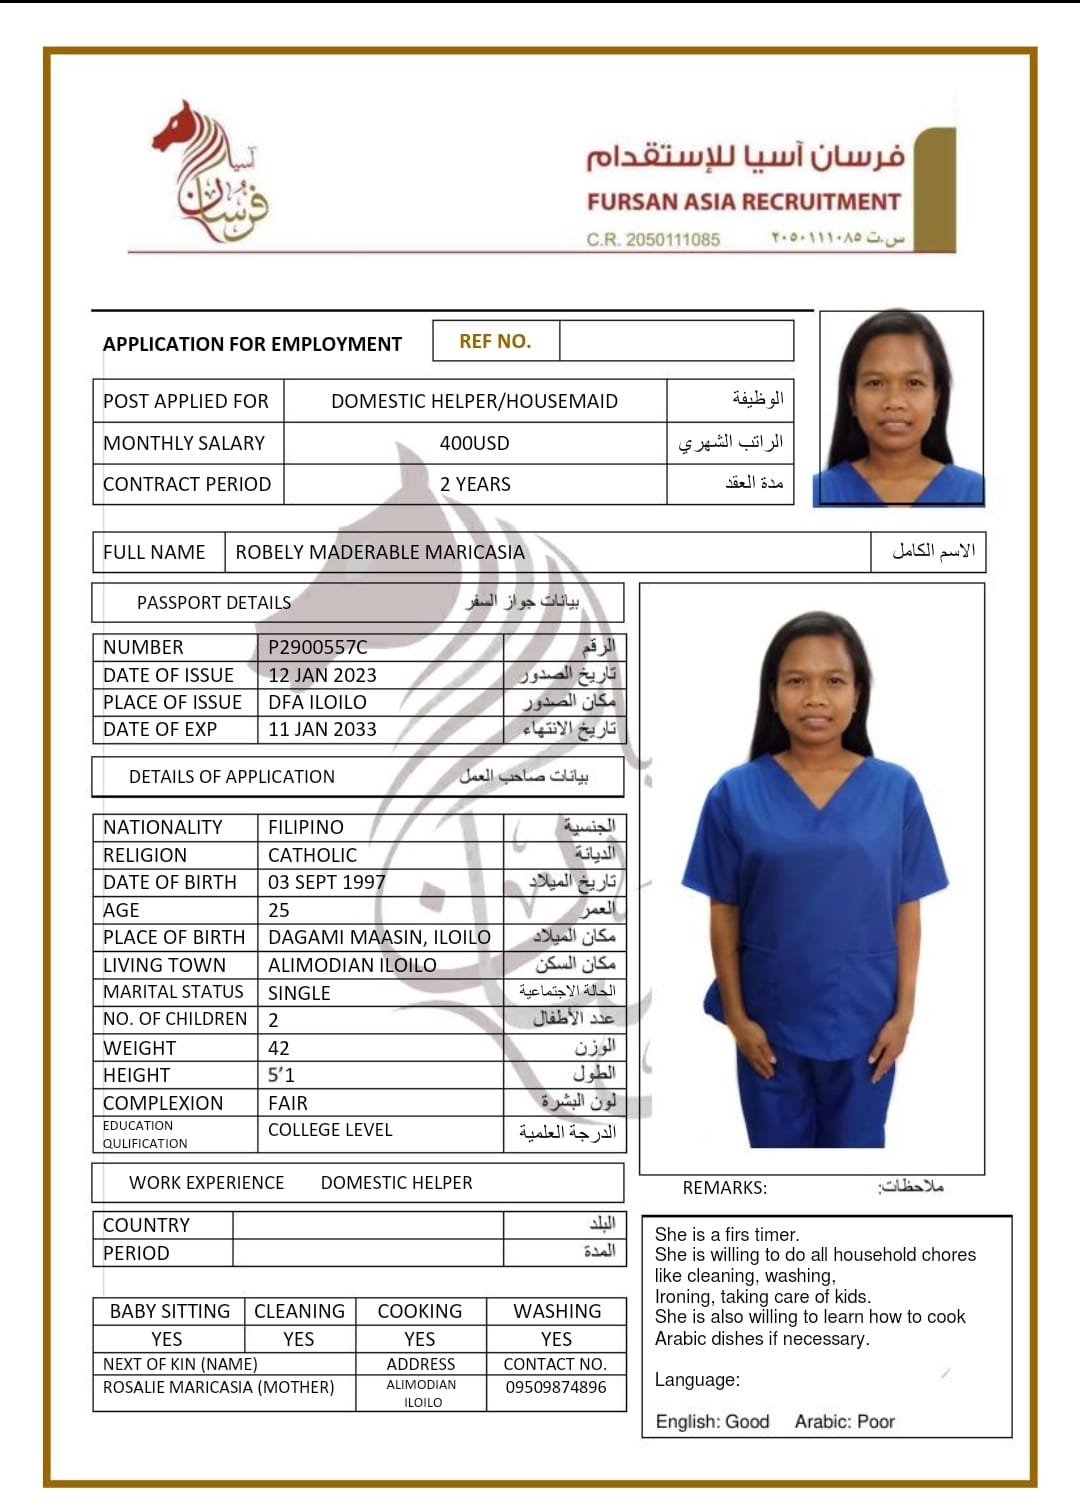 آسيا
فرسان
فرسان آسيا للإستقدام
FURSAN ASIA RECRUITMENT
C.R. 2050111085 س.ت ٢٠٥٠١١١٠٨٥
APPLICATION FOR EMPLOYMENT REF NO.
POST APPLIED FOR DOMESTIC HELPER/HOUSEMAID الوظيفة
MONTHLY SALARY 400USD الراتب الشهري
CONTRACT PERIOD 2 YEARS مدة العقد
FULL NAME ROBELY MADERABLE MARICASIA الاسم الكامل
PASSPORT DETAILS بيانات جواز السفر
NUMBER P2900557C الرقم
DATE OF ISSUE 12 JAN 2023 تاريخ الصدور
PLACE OF ISSUE DFA ILOILO مكان الصدور
DATE OF EXP 11 JAN 2033 تاريخ الانتهاء
DETAILS OF APPLICATION بيانات صاحب العمل
NATIONALITY FILIPINO الجنسية
RELIGION CATHOLIC الديانة
DATE OF BIRTH 03 SEPT 1997 تاريخ الميلاد
AGE 25 العمر
PLACE OF BIRTH DAGAMI MAASIN, ILOILO مكان الميلاد
LIVING TOWN ALIMODIAN ILOILO مكان السكن
MARITAL STATUS SINGLE الحالة الاجتماعية
NO. OF CHILDREN 2 عدد الأطفال
WEIGHT 42 الوزن
HEIGHT 5’1 الطول
COMPLEXION FAIR لون البشرة
EDUCATION
QULIFICATION COLLEGE LEVEL الدرجة العلمية
WORK EXPERIENCE DOMESTIC HELPER
COUNTRY البلد
PERIOD المدة
BABY SITTING CLEANING COOKING WASHING
YES YES YES YES
NEXT OF KIN (NAME) ADDRESS CONTACT NO.
ROSALIE MARICASIA (MOTHER) ALIMODIAN ILOILO 09509874896
REMARKS: ملاحظات:
She is a firs timer.
She is willing to do all household chores
like cleaning, washing,
Ironing, taking care of kids.
She is also willing to learn how to cook
Arabic dishes if necessary.
Language:
English: Good Arabic: Poor